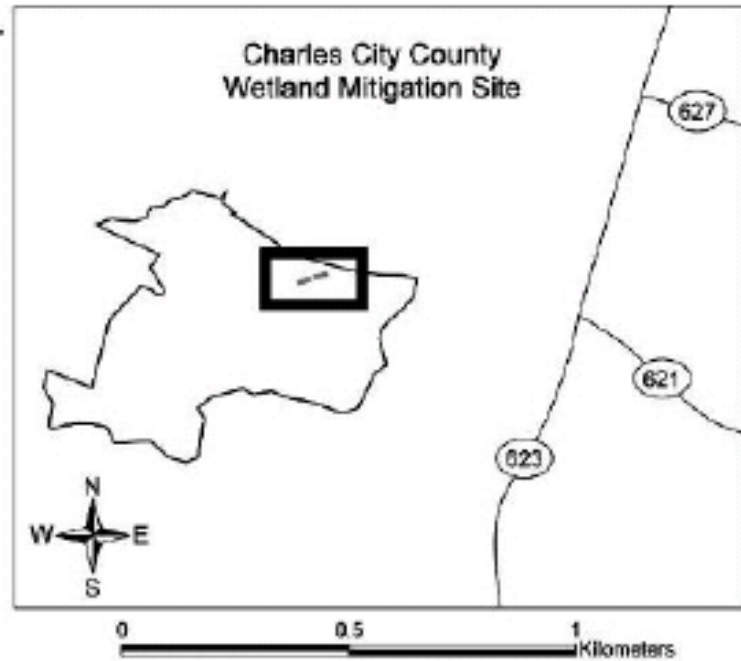 Charles City County
Wetland Mitigation Site
627
621
623
N
W E
S
0 0.5 1
Kilometers